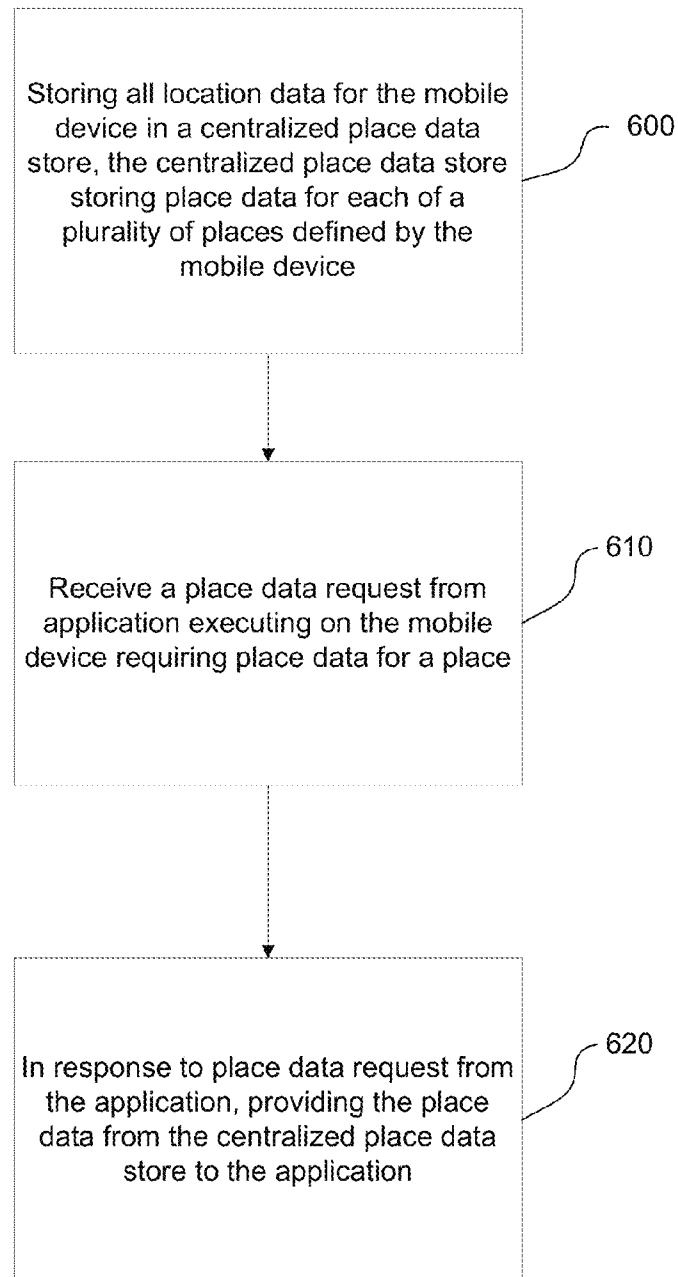 Storing all location data for the mobile
device in a centralized place data
store, the centralized place data store
storing place data for each of a
plurality of places defined by the
mobile device
600
Receive a place data request from
application executing on the mobile
device requiring place data for a place
610
In response to place data request from
the application, providing the place
data from the centralized place data
store to the application
620